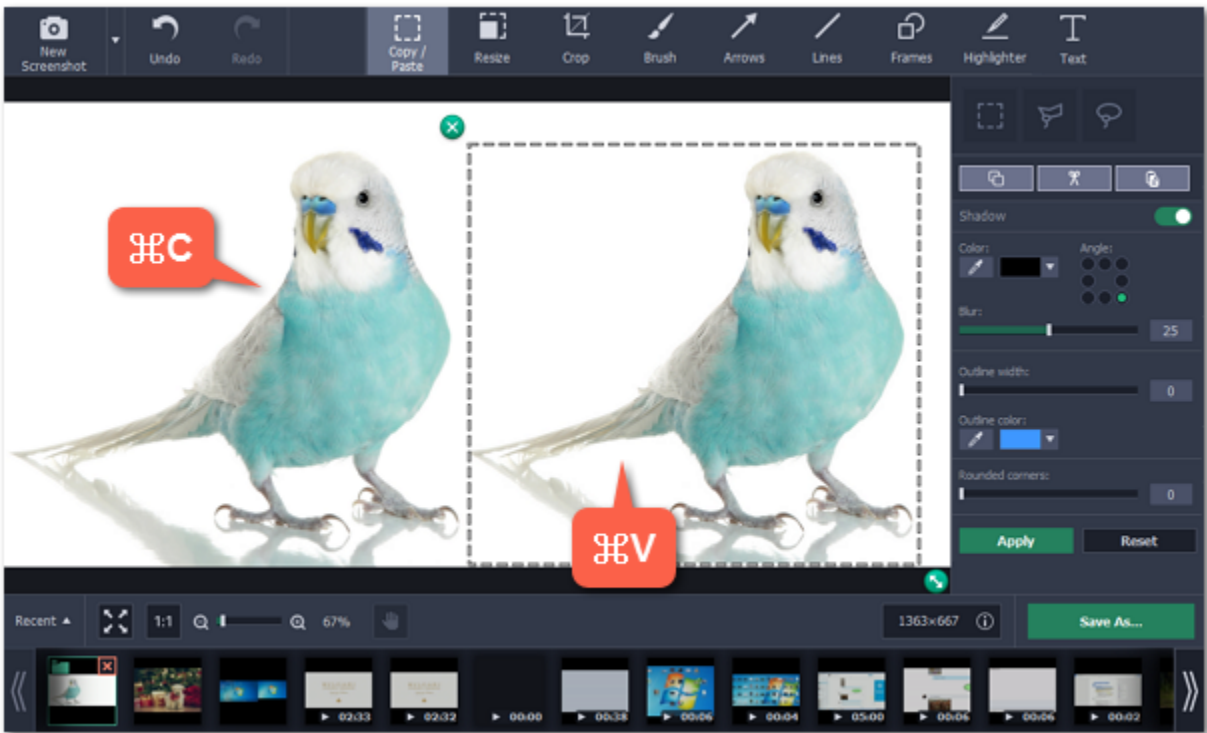 New
Screenshot
Undo
Redo
Copy /
Paste
Resize
Crop
Brush
Arrows
Lines
Frames
Highlighter
Text
⌘C
⌘V
Shadow
Color:
Angle:
Blur:
25
Outline width:
0
Outline color:
Rounded corners:
0
Apply
Reset
Recent
1:1
67%
1363×667
Save As...
02:33
02:32
00:00
00:38
00:06
00:04
05:00
00:06
00:06
00:02